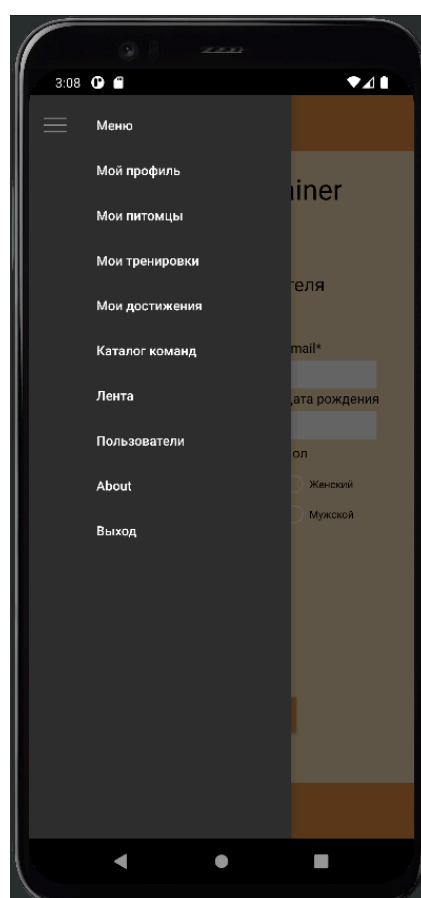 3:08
Меню
Мой профиль
iner
Мои питомцы
Мои тренировки
теля
Мои достижения
Каталог команд
mail*
Лента
ата рождения
Пользователи
ол
About
Женский
Мужской
Выход